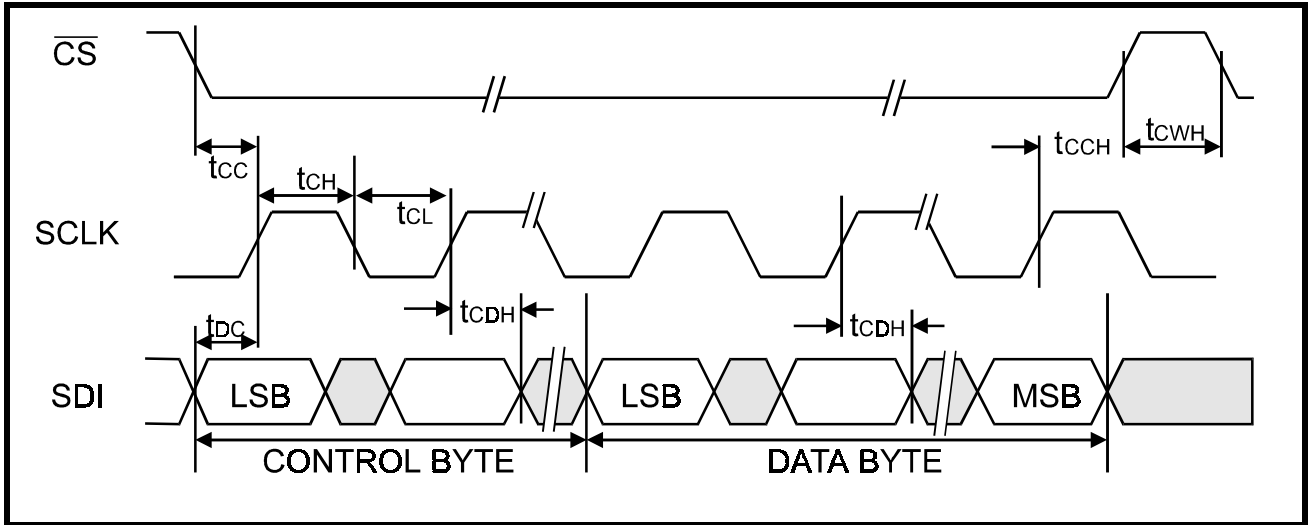 CS
tCC
tCH
tCL
tCCH
tCWH
SCLK
tDC
tCDH
tCDH
SDI
LSB
LSB
MSB
CONTROL BYTE
DATA BYTE